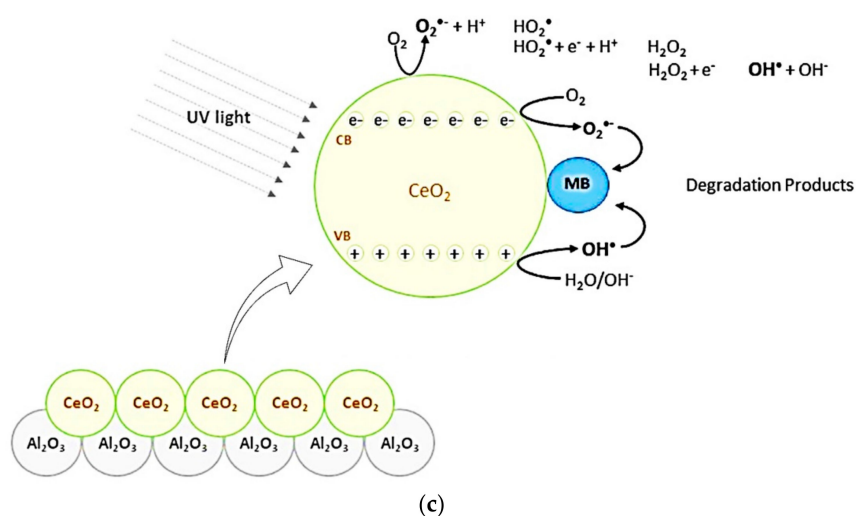 O₂ O₂•⁻ + H⁺ HO₂•
HO₂• + e⁻ + H⁺ H₂O₂
H₂O₂ + e⁻ OH• + OH⁻
UV light
O₂
e- e- e- e- e- e- e-
O₂•⁻
CB
CeO₂
MB
Degradation Products
VB
+ + + + + + +
OH•
H₂O/OH⁻
CeO₂ CeO₂ CeO₂ CeO₂ CeO₂
Al₂O₃ Al₂O₃ Al₂O₃ Al₂O₃ Al₂O₃ Al₂O₃
(c)